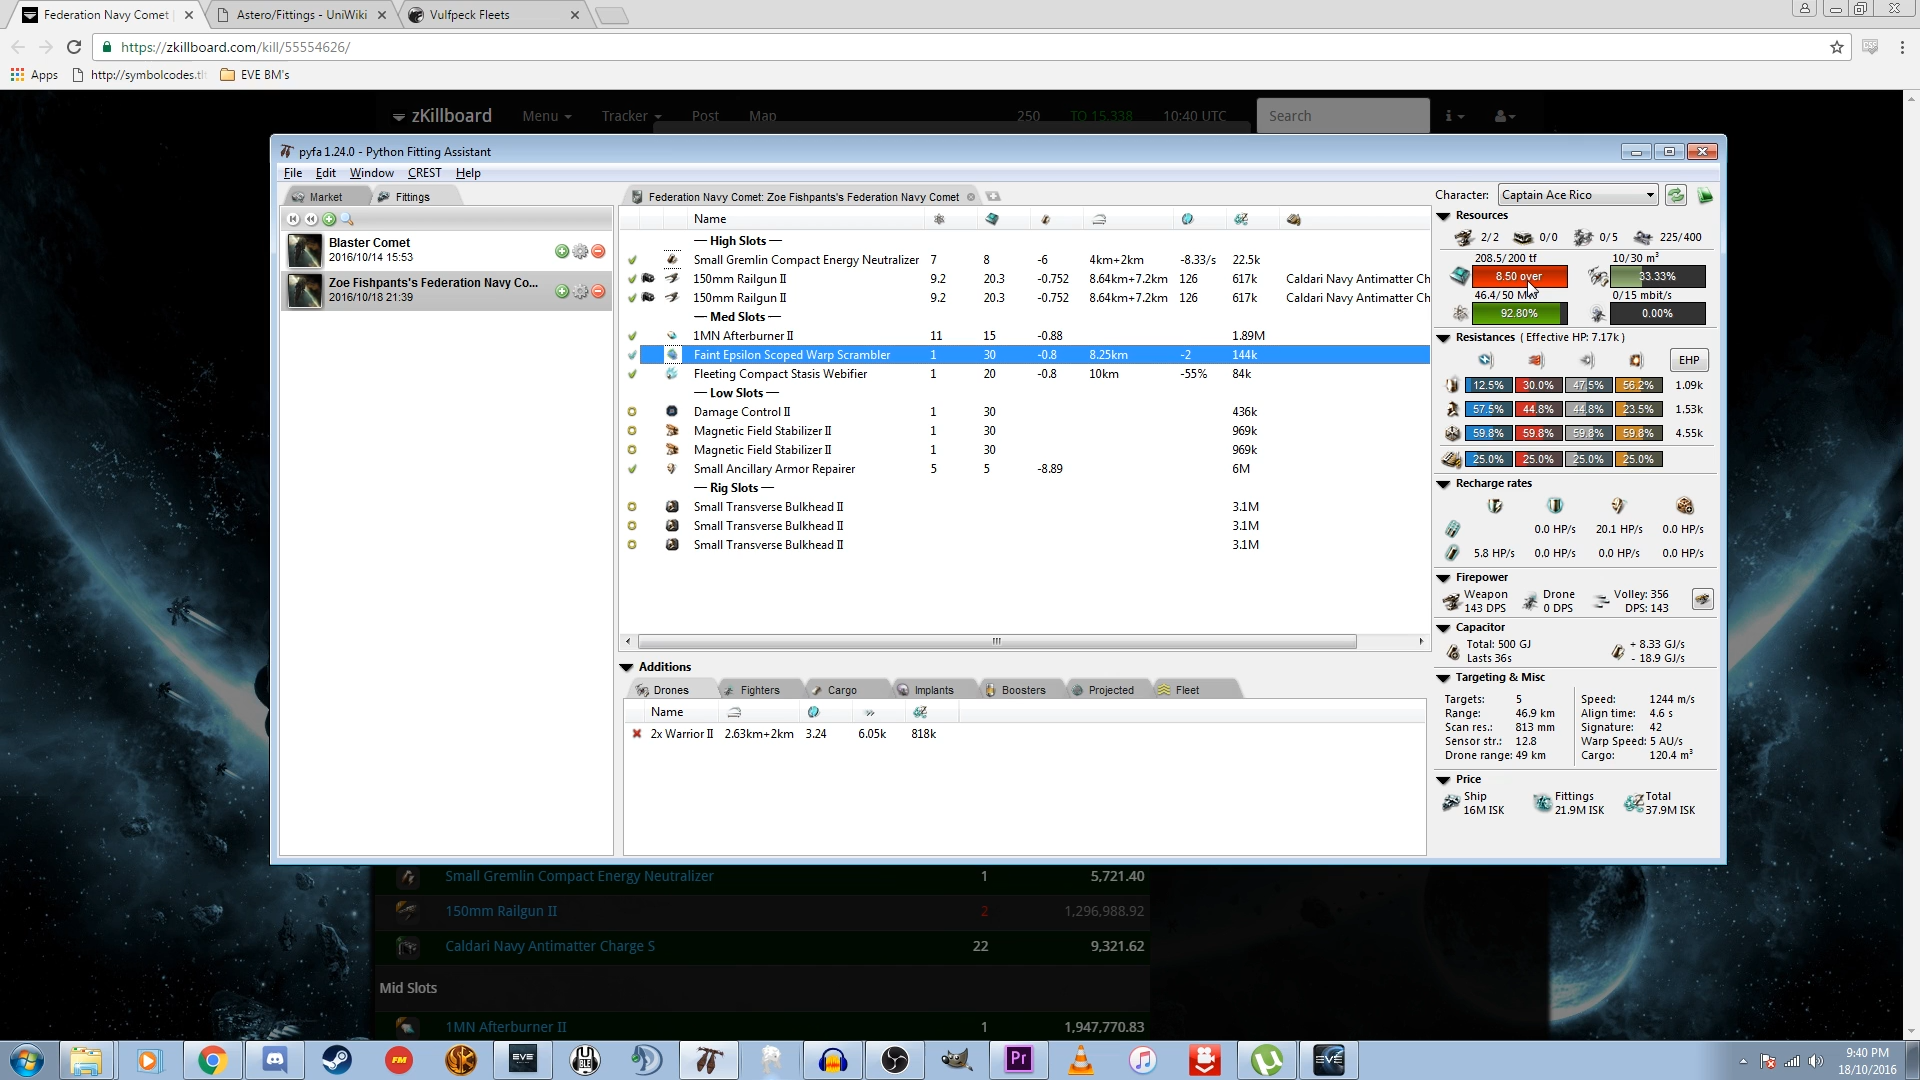 Federation Navy Comet
Astero/Fittings - UniWiki
Vulfpeck Fleets
https://zkillboard.com/kill/55554626/
Apps
http://symbolcodes.tlt
EVE BM's
zKillboard
Menu
Tracker
Post
Map
250
TQ 15,338
10:40 UTC
Search
pyfa 1.24.0 - Python Fitting Assistant
File Edit Window CREST Help
Market
Fittings
Blaster Comet
2016/10/14 15:53
Zoe Fishpants's Federation Navy Co...
2016/10/18 21:39
Federation Navy Comet: Zoe Fishpants's Federation Navy Comet
Name
— High Slots —
Small Gremlin Compact Energy Neutralizer 7 8 -6 4km+2km -8.33/s 22.5k
150mm Railgun II 9.2 20.3 -0.752 8.64km+7.2km 126 617k Caldari Navy Antimatter Ch
150mm Railgun II 9.2 20.3 -0.752 8.64km+7.2km 126 617k Caldari Navy Antimatter Ch
— Med Slots —
1MN Afterburner II 11 15 -0.88 1.89M
Faint Epsilon Scoped Warp Scrambler 1 30 -0.8 8.25km -2 144k
Fleeting Compact Stasis Webifier 1 20 -0.8 10km -55% 84k
— Low Slots —
Damage Control II 1 30 436k
Magnetic Field Stabilizer II 1 30 969k
Magnetic Field Stabilizer II 1 30 969k
Small Ancillary Armor Repairer 5 5 -8.89 6M
— Rig Slots —
Small Transverse Bulkhead II 3.1M
Small Transverse Bulkhead II 3.1M
Small Transverse Bulkhead II 3.1M
Additions
Drones Fighters Cargo Implants Boosters Projected Fleet
Name
2x Warrior II 2.63km+2km 3.24 6.05k 818k
Character: Captain Ace Rico
Resources
2/2 0/0 0/5 225/400
208.5/200 tf 10/30 m³
8.50 over 33.33%
46.4/50 0/15 mbit/s
92.80% 0.00%
Resistances (Effective HP: 7.17k)
EHP
12.5% 30.0% 47.5% 56.2% 1.09k
57.5% 44.8% 44.8% 23.5% 1.53k
59.8% 59.8% 59.8% 59.8% 4.55k
25.0% 25.0% 25.0% 25.0%
Recharge rates
0.0 HP/s 20.1 HP/s 0.0 HP/s
5.8 HP/s 0.0 HP/s 0.0 HP/s 0.0 HP/s
Firepower
Weapon Drone Volley: 356
143 DPS 0 DPS DPS: 143
Capacitor
Total: 500 GJ + 8.33 GJ/s
Lasts 36s - 18.9 GJ/s
Targeting & Misc
Targets: 5 Speed: 1244 m/s
Range: 46.9 km Align time: 4.6 s
Scan res.: 813 mm Signature: 42
Sensor str.: 12.8 Warp Speed: 5 AU/s
Drone range: 49 km Cargo: 120.4 m³
Price
Ship Fittings Total
16M ISK 21.9M ISK 37.9M ISK
Small Gremlin Compact Energy Neutralizer 1 5,721.40
150mm Railgun II 2 1,296,988.92
Caldari Navy Antimatter Charge S 22 9,321.62
Mid Slots
1MN Afterburner II 1 1,947,770.83
9:40 PM
18/10/2016